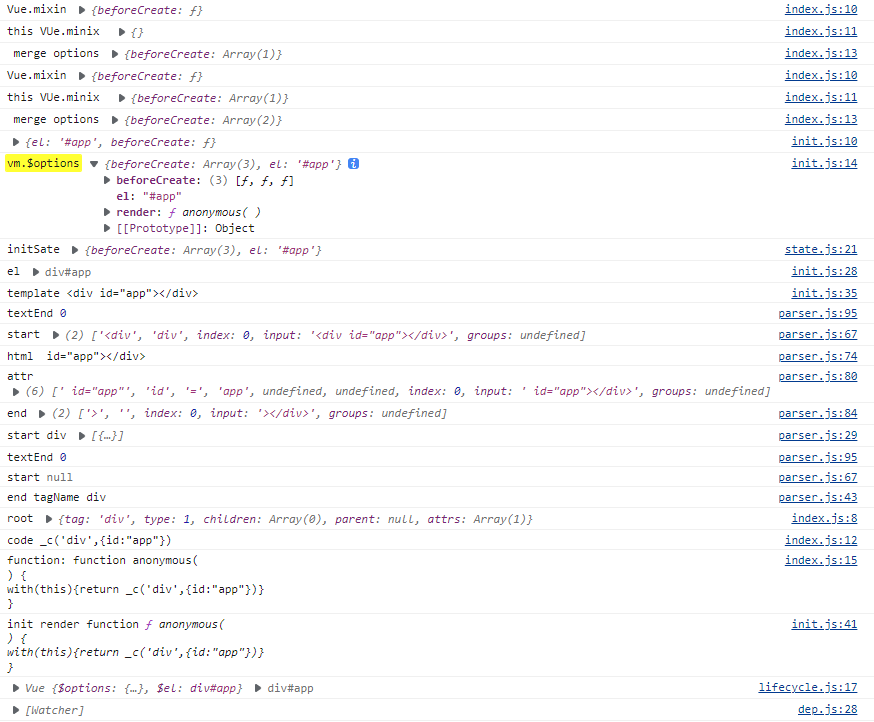 Vue.mixin ▶ {beforeCreate: ƒ} index.js:10
this VUe.minix ▶ {} index.js:11
merge options ▶ {beforeCreate: Array(1)} index.js:13
Vue.mixin ▶ {beforeCreate: ƒ} index.js:10
this VUe.minix ▶ {beforeCreate: Array(1)} index.js:11
merge options ▶ {beforeCreate: Array(2)} index.js:13
▶ {el: '#app', beforeCreate: ƒ} init.js:10
vm.$options ▼ {beforeCreate: Array(3), el: '#app'} i init.js:14
▶ beforeCreate: (3) [ƒ, ƒ, ƒ]
el: "#app"
▶ render: ƒ anonymous( )
▶ [[Prototype]]: Object
initSate ▶ {beforeCreate: Array(3), el: '#app'} state.js:21
el ▶ div#app init.js:28
template <div id="app"></div> init.js:35
textEnd 0 parser.js:95
start ▶ (2) ['<div', 'div', index: 0, input: '<div id="app"></div>', groups: undefined] parser.js:67
html id="app"></div> parser.js:74
attr parser.js:80
▶ (6) [' id="app"', 'id', '=', 'app', undefined, undefined, index: 0, input: ' id="app"></div>', groups: undefined]
end ▶ (2) ['>', '', index: 0, input: '></div>', groups: undefined] parser.js:84
start div ▶ [{…}] parser.js:29
textEnd 0 parser.js:95
start null parser.js:67
end tagName div parser.js:43
root ▶ {tag: 'div', type: 1, children: Array(0), parent: null, attrs: Array(1)} index.js:8
code _c('div',{id:"app"}) index.js:12
function: function anonymous( index.js:15
) {
with(this){return _c('div',{id:"app"})}
}
init render function ƒ anonymous( init.js:41
) {
with(this){return _c('div',{id:"app"})}
}
▶ Vue {$options: {…}, $el: div#app} ▶ div#app lifecycle.js:17
▶ [Watcher] dep.js:28